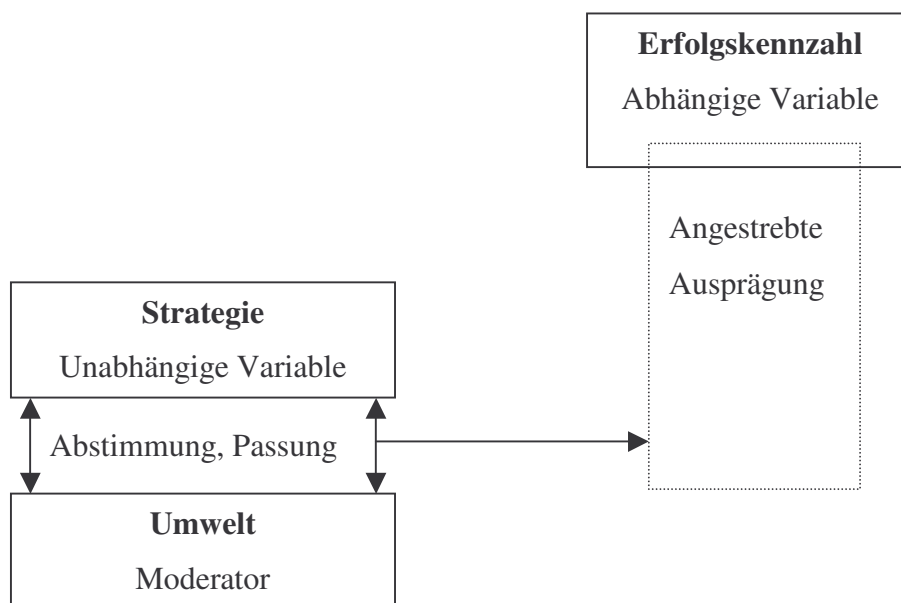 Erfolgskennzahl
Abhängige Variable
Angestrebte
Ausprägung
Strategie
Unabhängige Variable
Abstimmung, Passung
Umwelt
Moderator